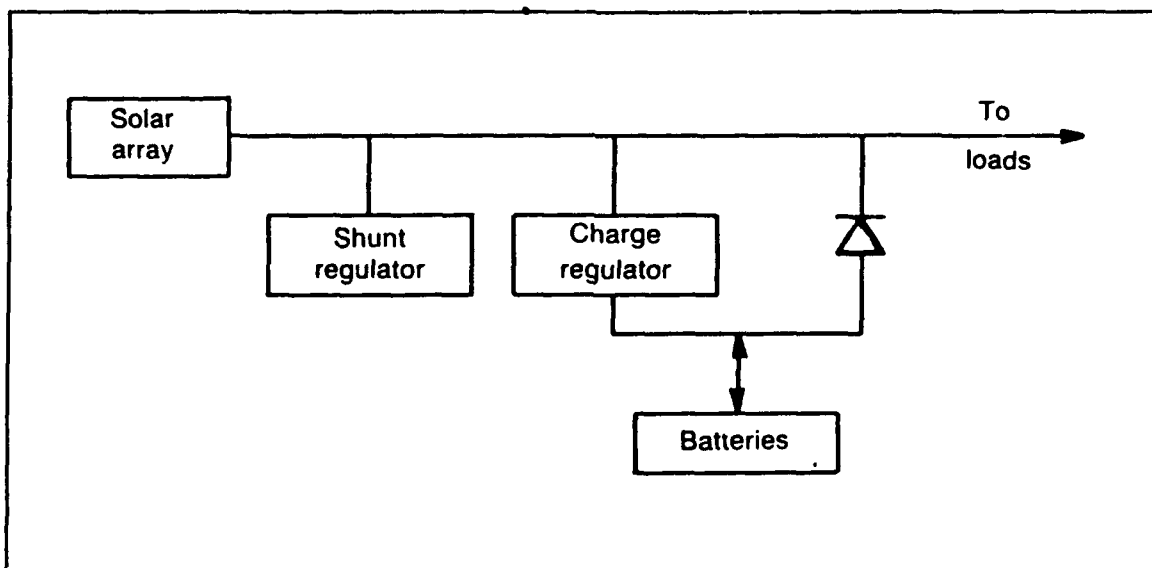 Solar
array
To
loads
Shunt
regulator
Charge
regulator
Batteries